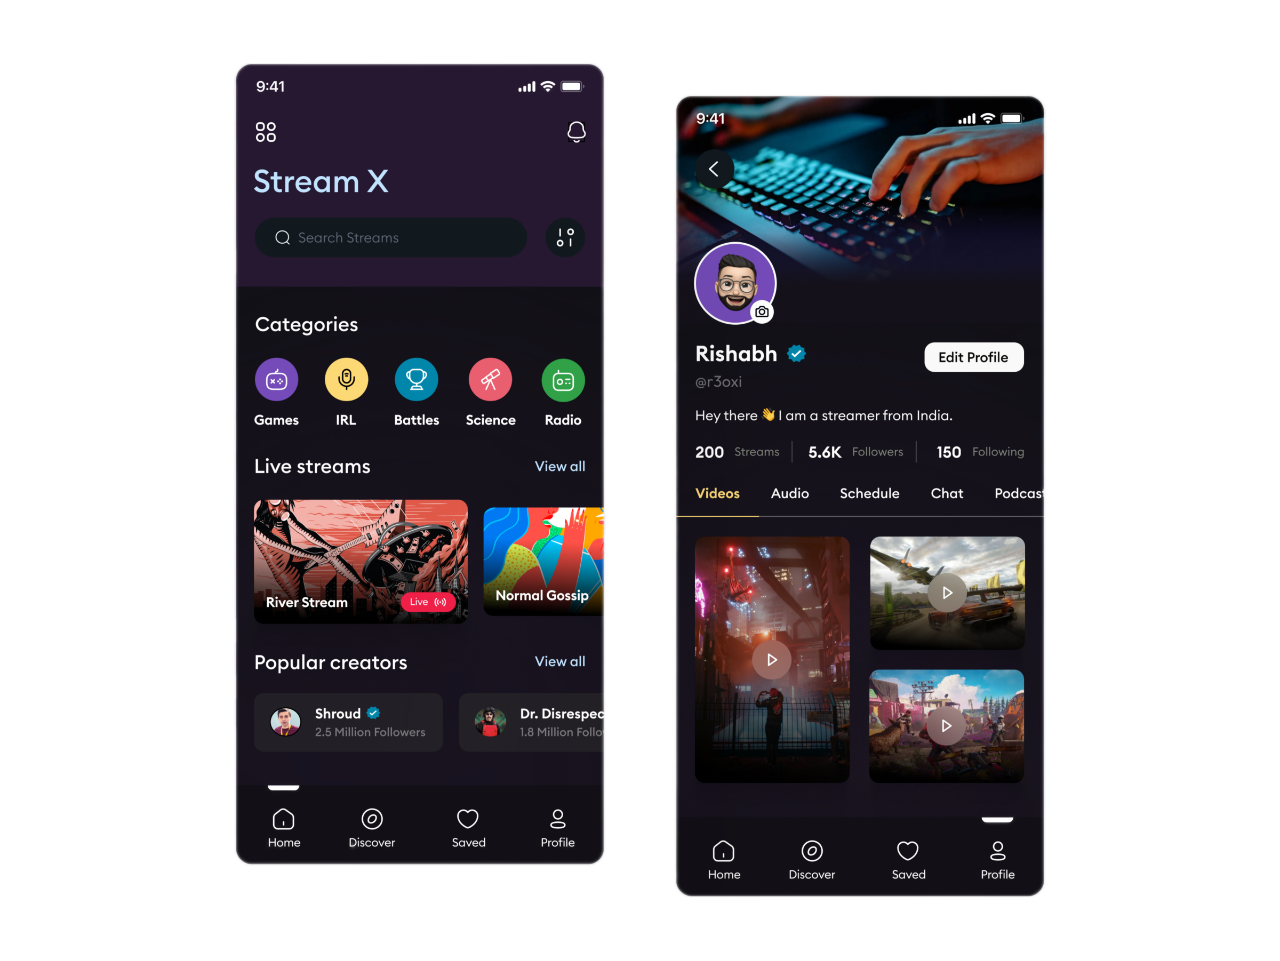 9:41
Stream X
Search Streams
Categories
Games IRL Battles Science Radio
Live streams View all
River Stream Live Normal Gossip
Popular creators View all
Shroud Dr. Disrespec
2.5 Million Followers 1.8 Million Follo
Home Discover Saved Profile
9:41
Rishabh Edit Profile
@r3oxi
Hey there 👋 I am a streamer from India.
200 Streams 5.6K Followers 150 Following
Videos Audio Schedule Chat Podcast
Home Discover Saved Profile